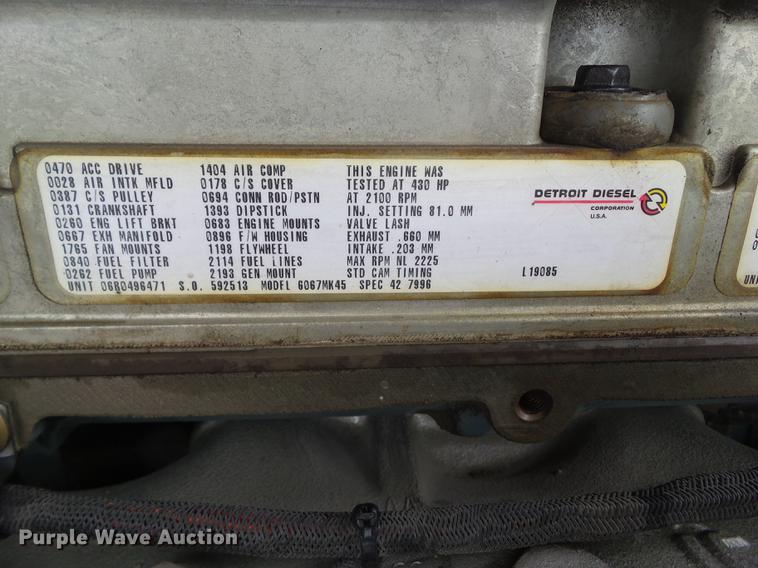 0470 ACC DRIVE
0028 AIR INTK MFLD
0387 C/S PULLEY
0131 CRANKSHAFT
0260 ENG LIFT BRKT
0667 EXH MANIFOLD
1765 FAN MOUNTS
0840 FUEL FILTER
0262 FUEL PUMP
1404 AIR COMP
0178 C/S COVER
0694 CONN ROD/PSTN
1393 DIPSTICK
0683 ENGINE MOUNTS
0896 F/W HOUSING
1198 FLYWHEEL
2114 FUEL LINES
2193 GEN MOUNT
THIS ENGINE WAS
TESTED AT 430 HP
AT 2100 RPM
INJ. SETTING 81.0 MM
VALVE LASH
EXHAUST .660 MM
INTAKE .203 MM
MAX RPM NL 2225
STD CAM TIMING
DETROIT DIESEL
CORPORATION
U.S.A.
L19085
UNIT 06R0496471 S.O. 592513 MODEL 6067MK45 SPEC 42 7996
Purple Wave Auction